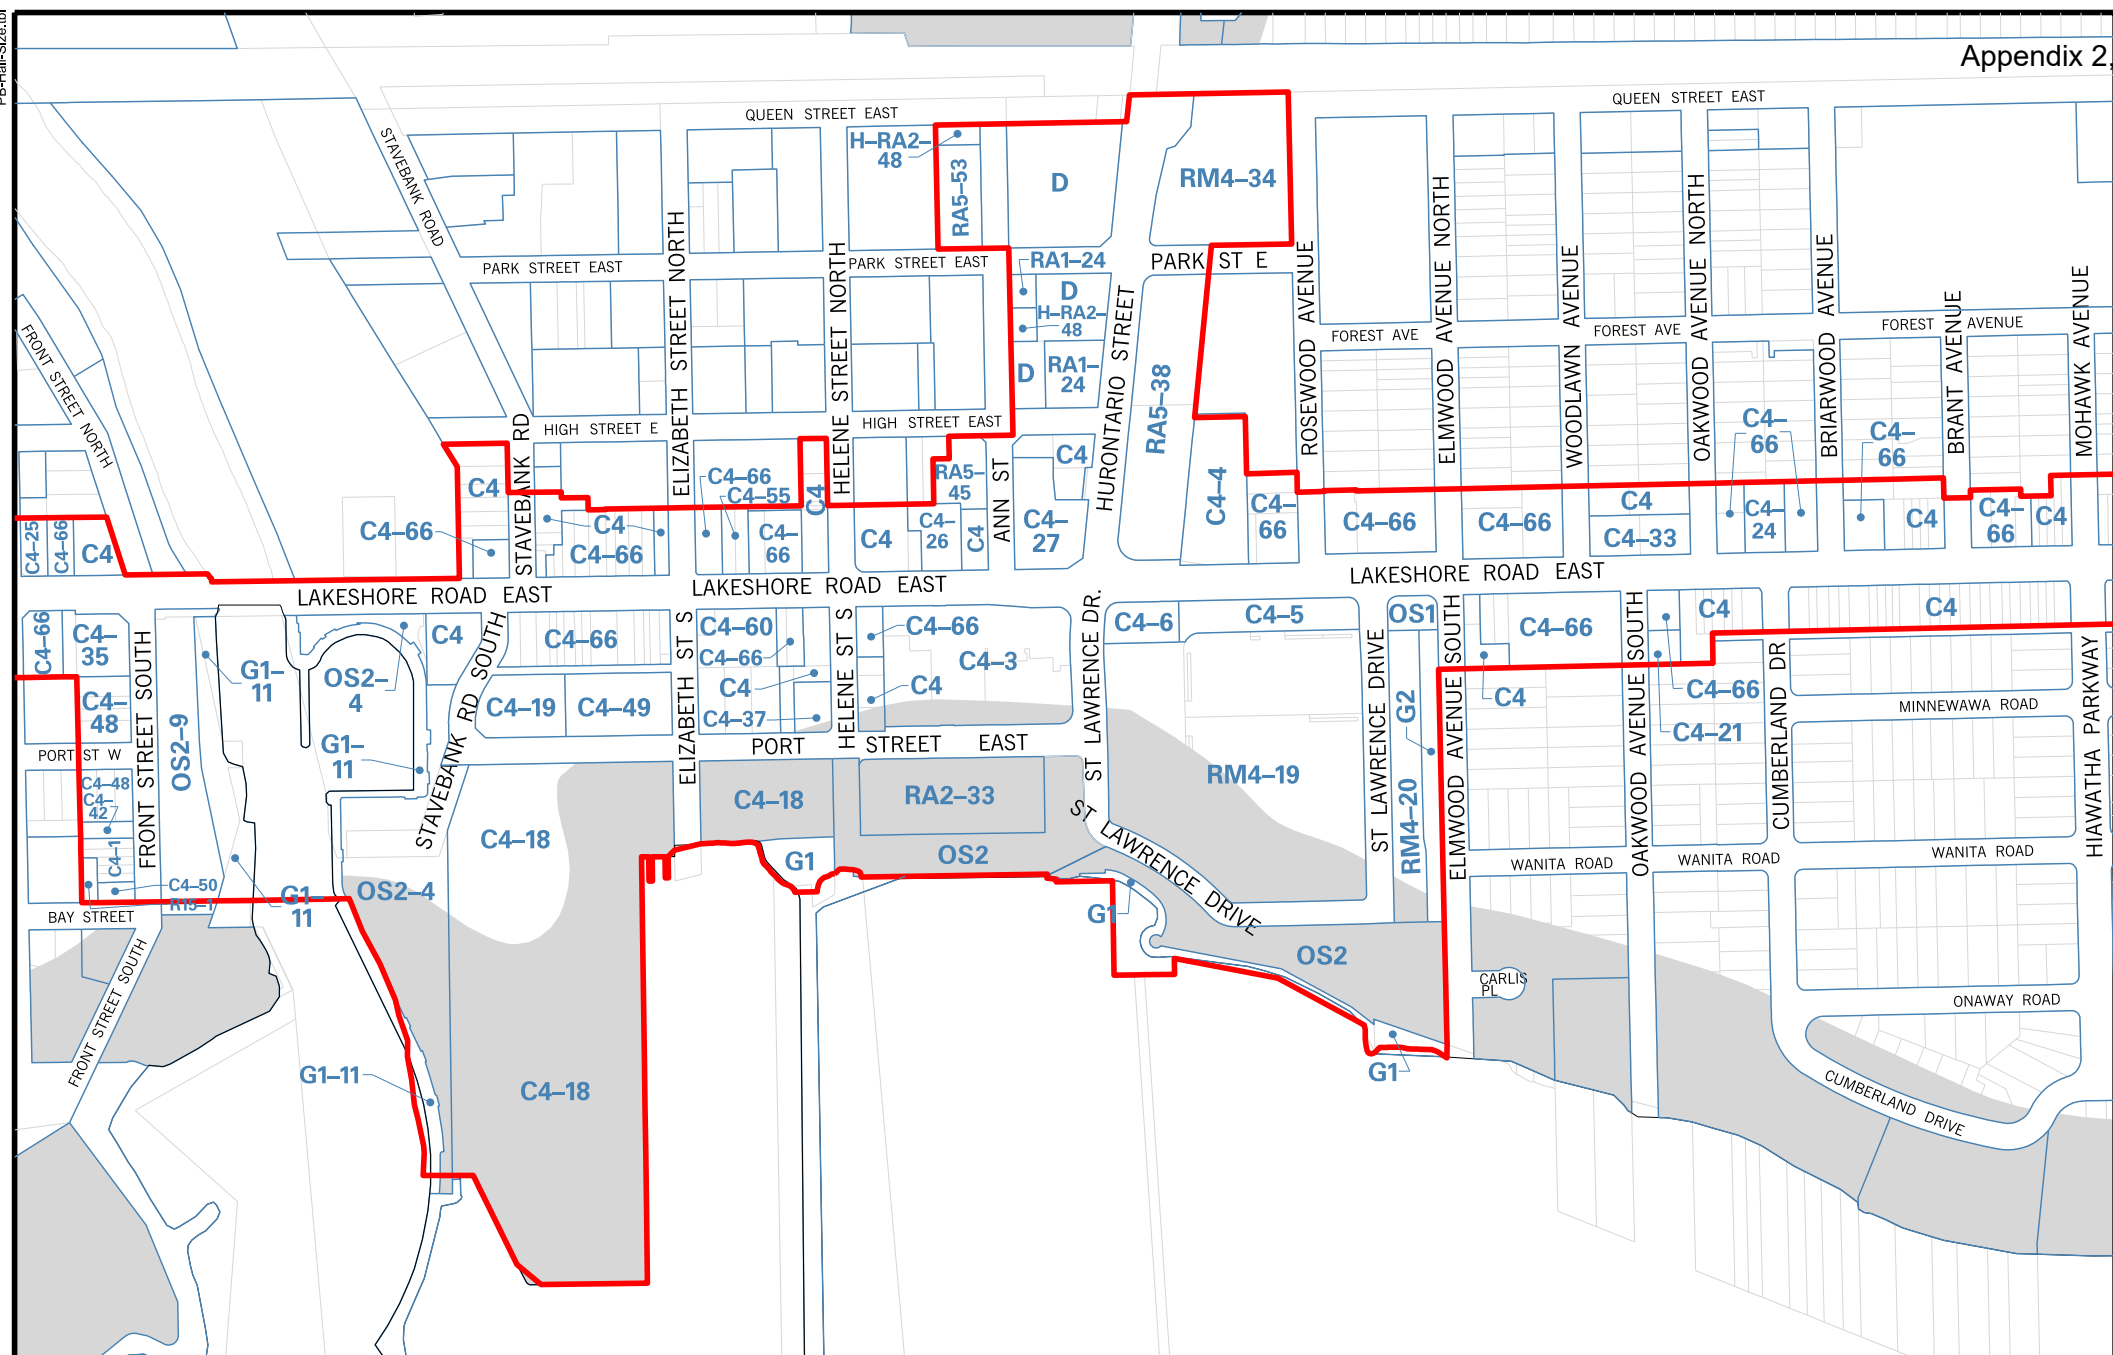 Appendix 2,
QUEEN STREET EAST
QUEEN STREET EAST
STAVEBANK ROAD
H–RA2–
48
RA5–53
D
RM4–34
PARK STREET EAST
PARK STREET EAST
PARK ST E
RA1–24
D
H–RA2–
48
D
RA1–
24
ELIZABETH STREET NORTH
HELENE STREET NORTH
HURONTARIO STREET
RA5–38
ROSEWOOD AVENUE
ELMWOOD AVENUE NORTH
WOODLAWN AVENUE
OAKWOOD AVENUE NORTH
BRIARWOOD AVENUE
BRANT AVENUE
MOHAWK AVENUE
FOREST AVE
FOREST AVE
FOREST AVENUE
FRONT STREET NORTH
HIGH STREET E
HIGH STREET EAST
STAVEBANK RD
ANN ST
C4–25
C4–66
C4
C4–66
C4
C4
C4–66
C4–66
C4–55
C4–
66
C4
C4
C4–
26
C4
RA5–
45
C4
C4–
27
C4–4
C4–
66
C4–66
C4–66
C4
C4–33
C4–
66
C4–
24
C4–
66
C4
C4–
66
C4
LAKESHORE ROAD EAST
LAKESHORE ROAD EAST
LAKESHORE ROAD EAST
C4–66
C4–
35
C4–
48
PORT ST W
C4–48
C4–
42
C4–1
C4–50
R15–1
BAY STREET
FRONT STREET SOUTH
FRONT STREET SOUTH
OS2–9
G1–
11
OS2–
4
G1–
11
G1–
11
OS2–4
G1–11
C4
STAVEBANK RD SOUTH
C4–66
C4–19
C4–49
C4–18
C4–18
ELIZABETH ST S
C4–60
C4–66
C4
C4–37
HELENE ST S
C4–66
C4–3
C4
PORT STREET EAST
C4–18
RA2–33
G1
OS2
ST LAWRENCE DR.
ST LAWRENCE DRIVE
G1
C4–6
C4–5
RM4–19
OS2
G1
ST LAWRENCE DRIVE
OS1
G2
RM4–20
ELMWOOD AVENUE SOUTH
C4–66
C4
OAKWOOD AVENUE SOUTH
C4
C4–66
C4–21
CUMBERLAND DR
C4
MINNEWAWA ROAD
HIAWATHA PARKWAY
WANITA ROAD
WANITA ROAD
WANITA ROAD
CARLIS
PL
ONAWAY ROAD
CUMBERLAND DRIVE